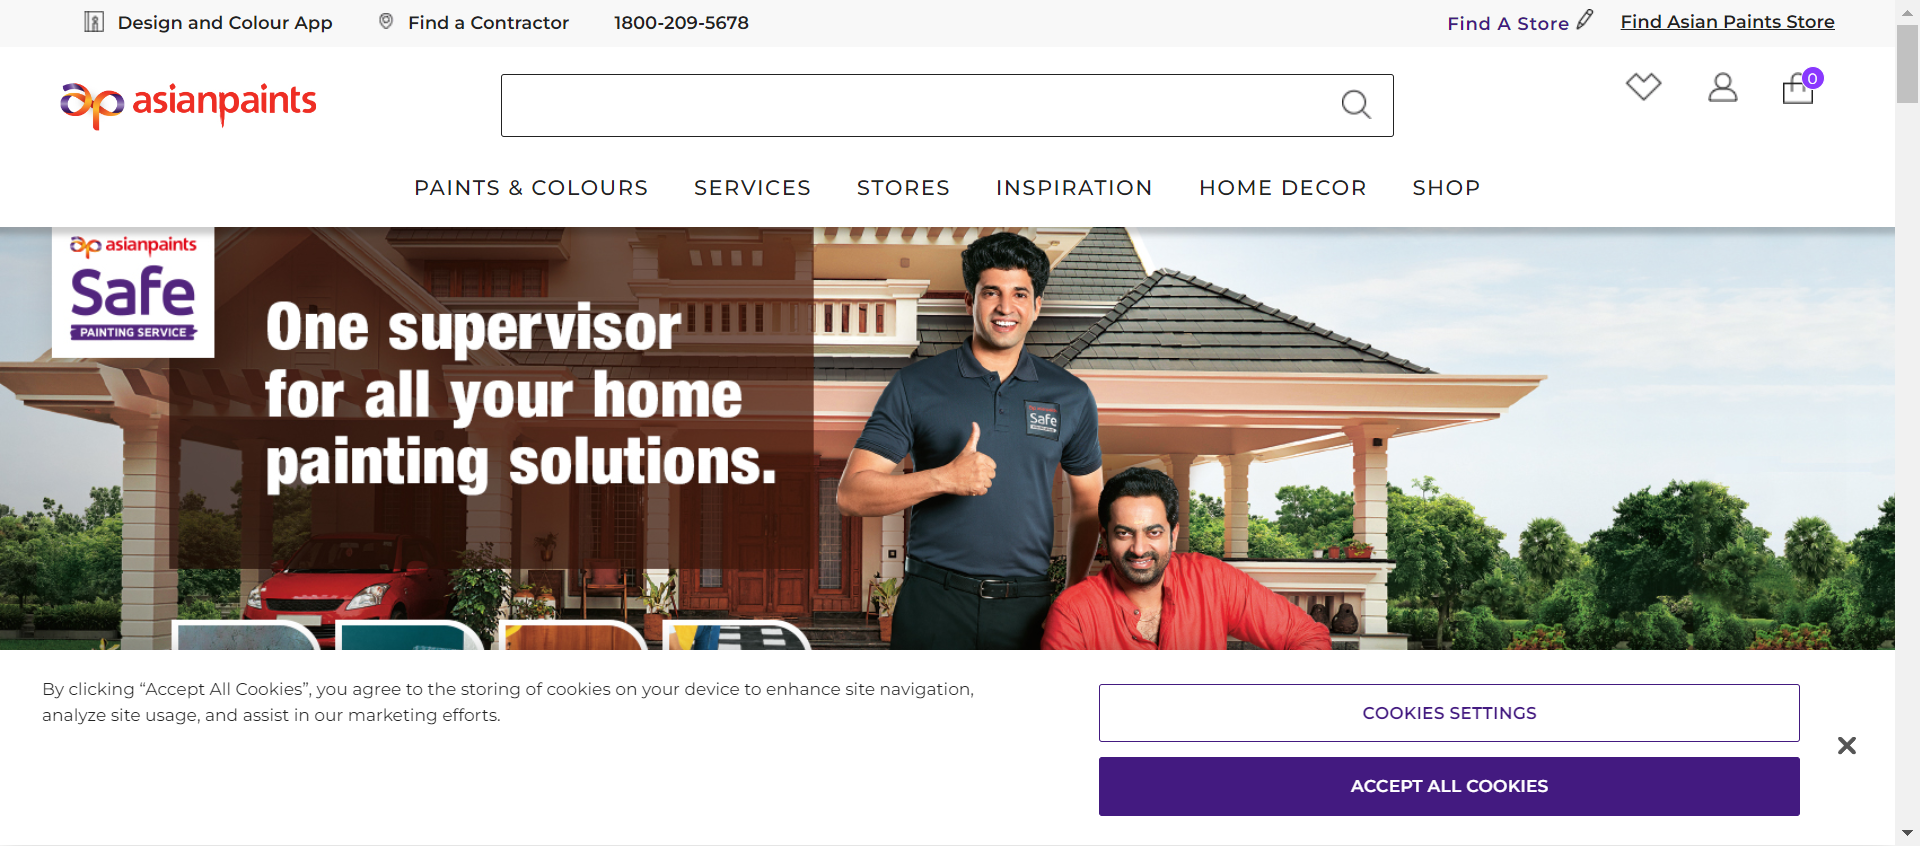 Design and Colour App
Find a Contractor
1800-209-5678
Find A Store
Find Asian Paints Store
asianpaints
0
PAINTS & COLOURS
SERVICES
STORES
INSPIRATION
HOME DECOR
SHOP
asianpaints
Safe
PAINTING SERVICE
One supervisor
for all your home
painting solutions.
Safe
By clicking “Accept All Cookies”, you agree to the storing of cookies on your device to enhance site navigation,
analyze site usage, and assist in our marketing efforts.
COOKIES SETTINGS
ACCEPT ALL COOKIES